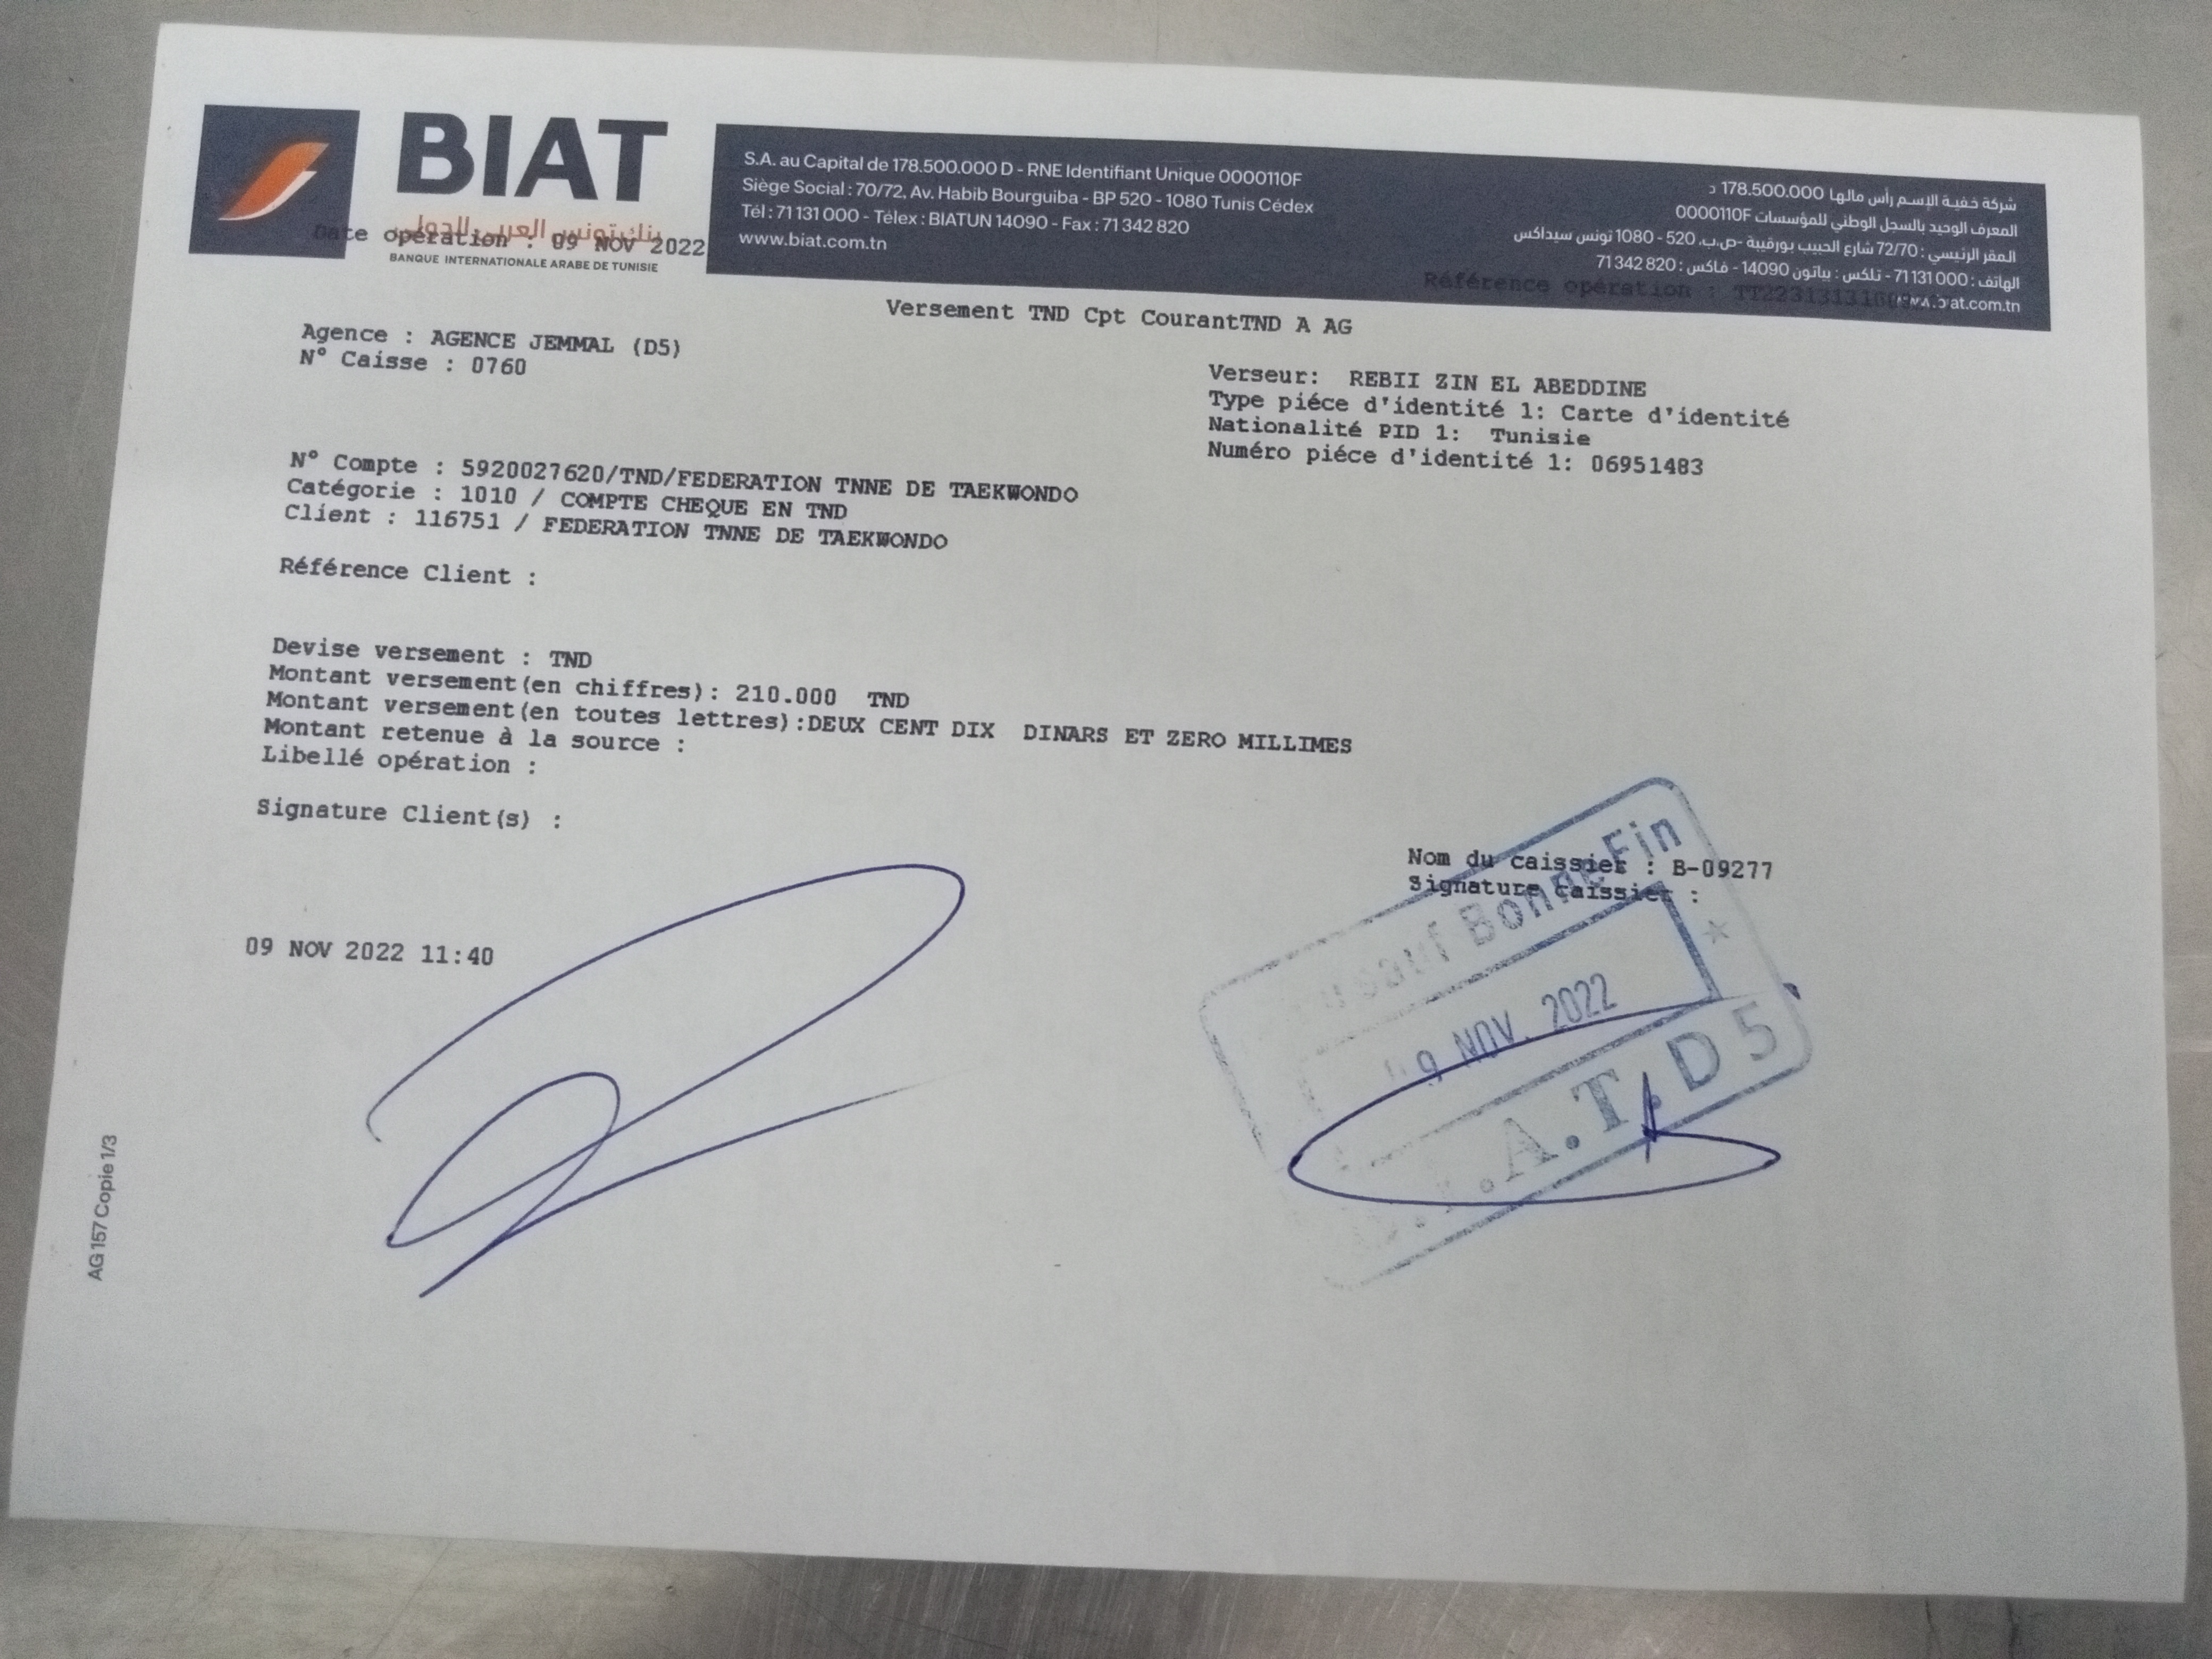 BIAT
بنك تونس العربي الدولي
BANQUE INTERNATIONALE ARABE DE TUNISIE
S.A. au Capital de 178.500.000 D - RNE Identifiant Unique 0000110F
Siège Social : 70/72, Av. Habib Bourguiba - BP 520 - 1080 Tunis Cédex
Tél : 71 131 000 - Télex : BIATUN 14090 - Fax : 71 342 820
www.biat.com.tn
شركة خفية الإسم رأس مالها 178.500.000 د
المعرف الوحيد بالسجل الوطني للمؤسسات 0000110F
المقر الرئيسي : 72/70 شارع الحبيب بورقيبة -ص.ب. 520 - 1080 تونس سيداكس
الهاتف : 71 131 000 - تلكس : بياتون 14090 - فاكس : 71 342 820
Date opération : 09 NOV 2022
Référence opération :
Versement TND Cpt CourantTND A AG
Agence : AGENCE JEMMAL (D5)
N° Caisse : 0760
Verseur: REBII ZIN EL ABEDDINE
Type piéce d'identité 1: Carte d'identité
Nationalité PID 1: Tunisie
Numéro piéce d'identité 1: 06951483
N° Compte : 5920027620/TND/FEDERATION TNNE DE TAEKWONDO
Catégorie : 1010 / COMPTE CHEQUE EN TND
Client : 116751 / FEDERATION TNNE DE TAEKWONDO
Référence Client :
Devise versement : TND
Montant versement(en chiffres): 210.000 TND
Montant versement(en toutes lettres):DEUX CENT DIX DINARS ET ZERO MILLIMES
Montant retenue à la source :
Libellé opération :
Signature Client(s) :
Nom du caissier : B-09277
Signature caissier :
09 NOV 2022 11:40
Sauf Bonne Fin
9 NOV. 2022
.A.T. D5
AG 157 Copie 1/3